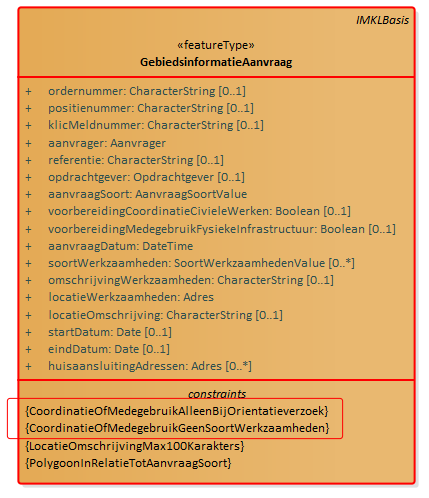 IMKLBasis
«featureType»
GebiedsinformatieAanvraag
+ ordernummer: CharacterString [0..1]
+ positienummer: CharacterString [0..1]
+ klicMeldnummer: CharacterString [0..1]
+ aanvrager: Aanvrager
+ referentie: CharacterString [0..1]
+ opdrachtgever: Opdrachtgever [0..1]
+ aanvraagSoort: AanvraagSoortValue
+ voorbereidingCoordinatieCivieleWerken: Boolean [0..1]
+ voorbereidingMedegebruikFysiekeInfrastructuur: Boolean [0..1]
+ aanvraagDatum: DateTime
+ soortWerkzaamheden: SoortWerkzaamhedenValue [0..*]
+ omschrijvingWerkzaamheden: CharacterString [0..1]
+ locatieWerkzaamheden: Adres
+ locatieOmschrijving: CharacterString [0..1]
+ startDatum: Date [0..1]
+ eindDatum: Date [0..1]
+ huisaansluitingAdressen: Adres [0..*]
constraints
{CoordinatieOfMedegebruikAlleenBijOrientatieverzoek}
{CoordinatieOfMedegebruikGeenSoortWerkzaamheden}
{LocatieOmschrijvingMax100Karakters}
{PolygoonInRelatieTotAanvraagSoort}